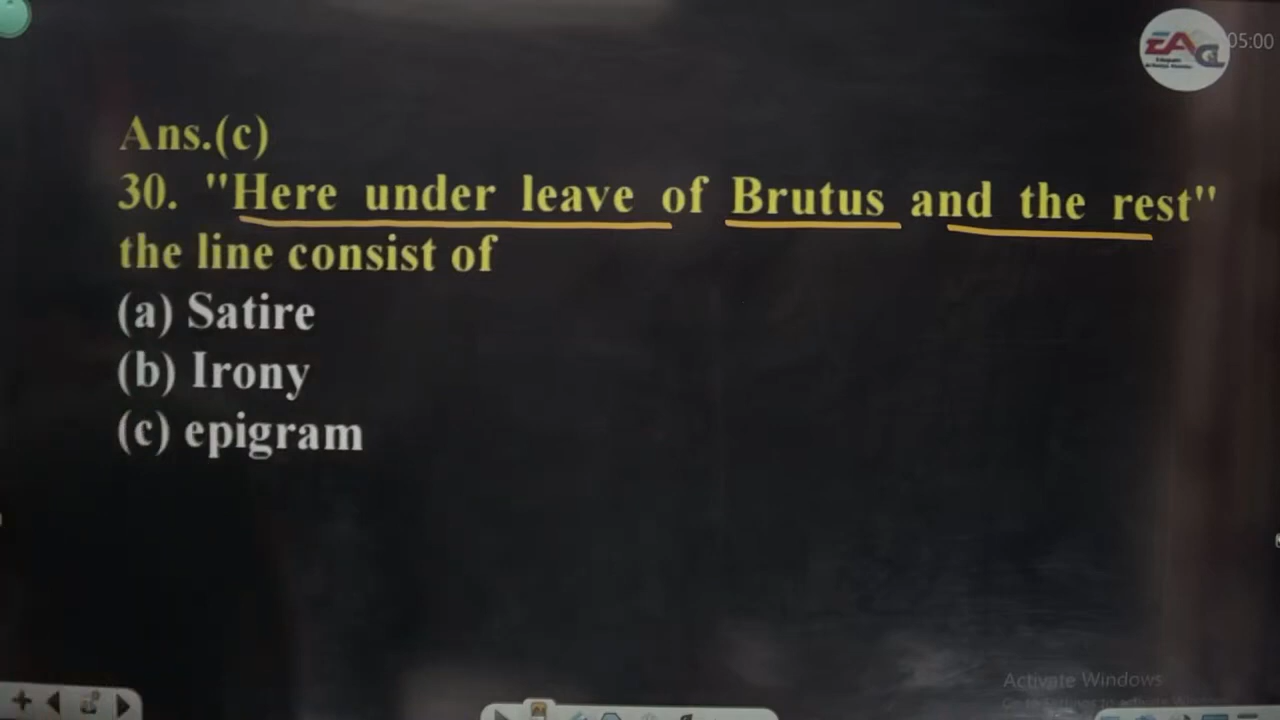 EAG
05:00
Ans.(c)
30. "Here under leave of Brutus and the rest"
the line consist of
(a) Satire
(b) Irony
(c) epigram
Activate Windows